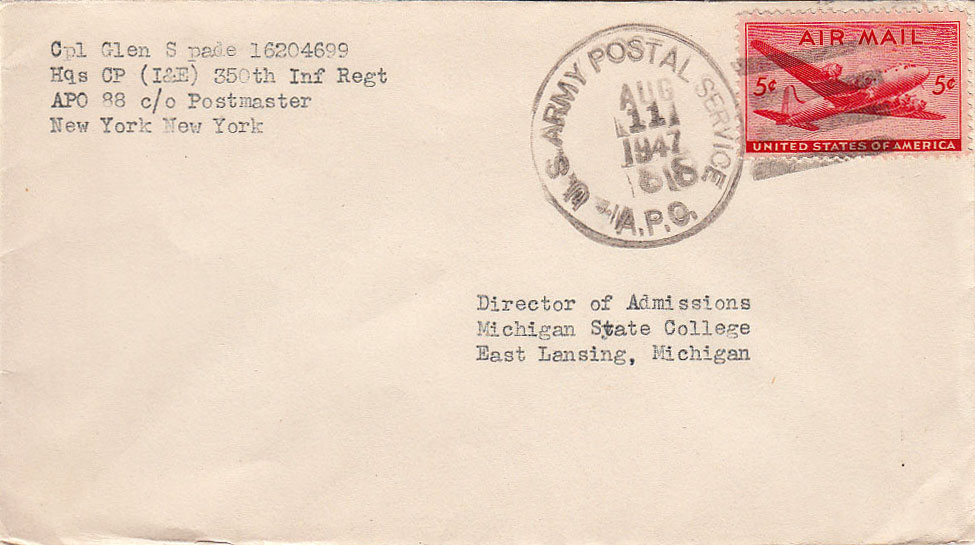 Cpl Glen S pade 16204699
Hqs CP (I&E) 350th Inf Regt
APO 88 c/o Postmaster
New York New York
U.S. ARMY POSTAL SERVICE
AUG
11
1947
A.P.O.
AIR MAIL
5¢ 5¢
UNITED STATES OF AMERICA
Director of Admissions
Michigan State College
East Lansing, Michigan